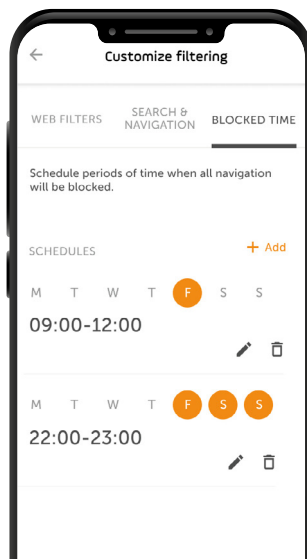 Customize filtering
WEB FILTERS
SEARCH &
NAVIGATION
BLOCKED TIME
Schedule periods of time when all navigation
will be blocked.
SCHEDULES
+ Add
M T W T F S S
09:00-12:00
M T W T F S S
22:00-23:00